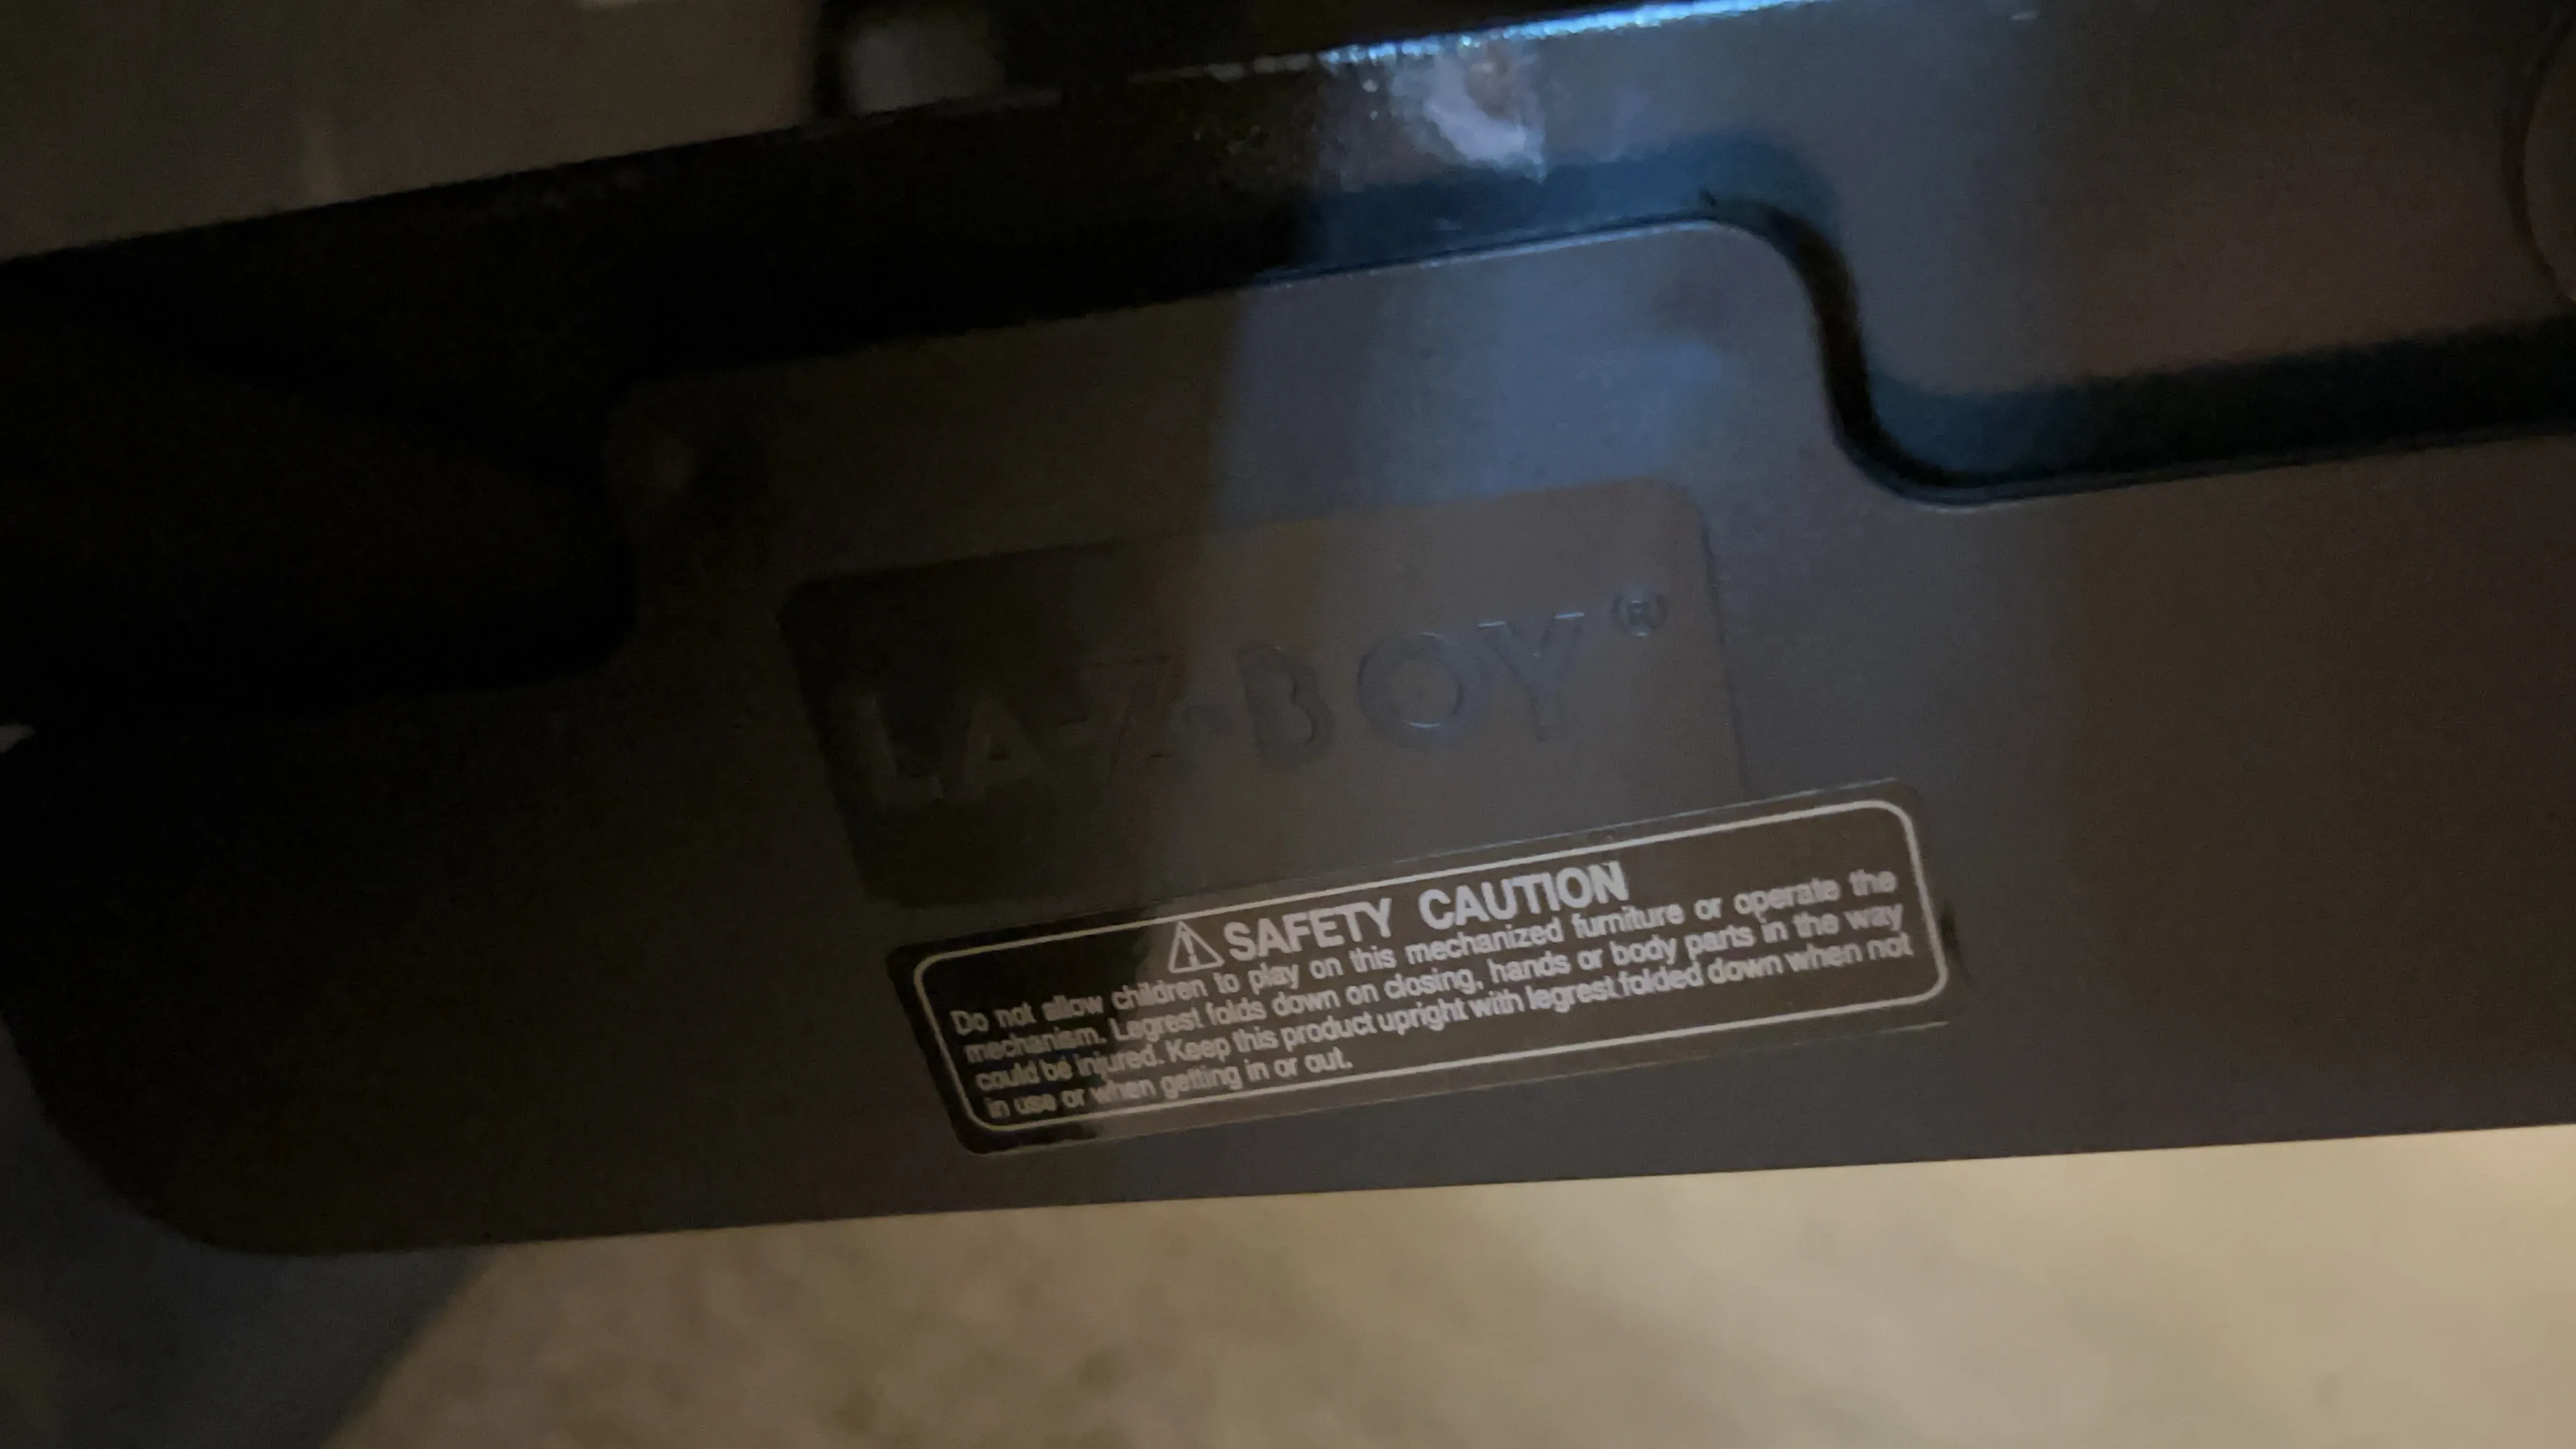 LA-Z-BOY®
⚠ SAFETY CAUTION
Do not allow children to play on this mechanized furniture or operate the
mechanism. Legrest folds down on closing, hands or body parts in the way
could be injured. Keep this product upright with legrest folded down when not
in use or when getting in or out.